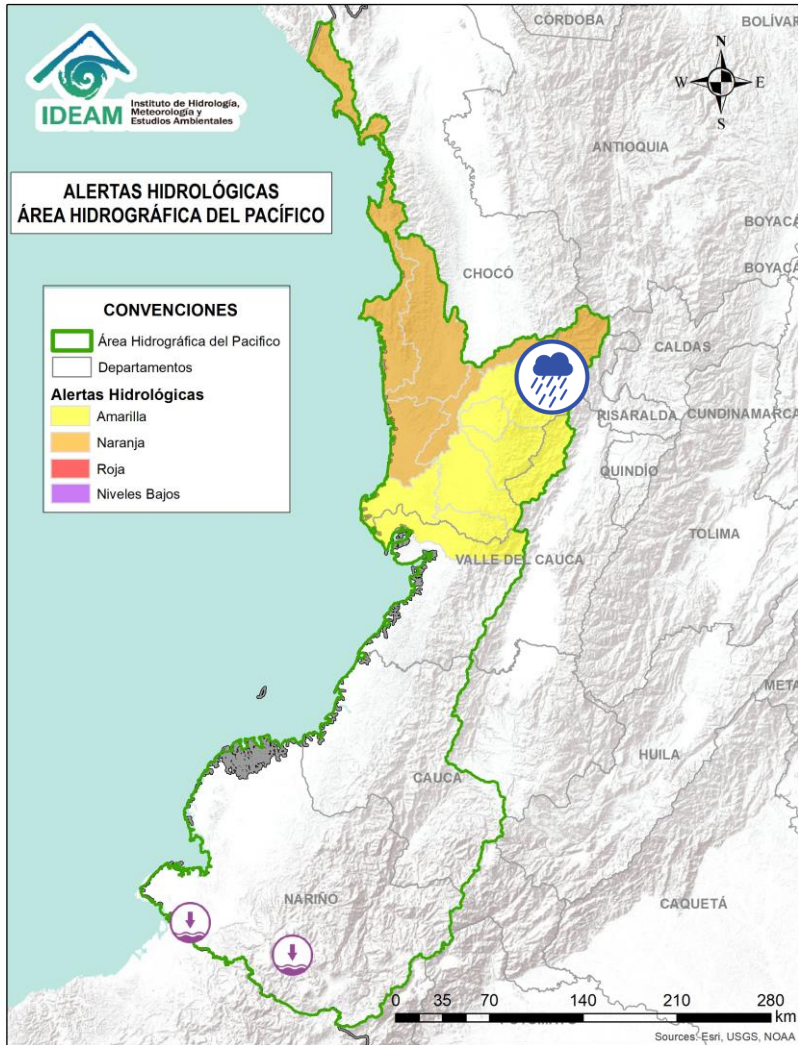 IDEAM
Instituto de Hidrología,
Meteorología y
Estudios Ambientales
ALERTAS HIDROLÓGICAS
ÁREA HIDROGRÁFICA DEL PACÍFICO
CONVENCIONES
Área Hidrográfica del Pacifico
Departamentos
Alertas Hidrológicas
Amarilla
Naranja
Roja
Niveles Bajos
CÓRDOBA
BOLÍVAR
N
W
E
S
ANTIOQUIA
BOYACÁ
CHOCÓ
BOYACÁ
CALDAS
RISARALDA
CUNDINAMARCA
QUINDÍO
TOLIMA
VALLE DEL CAUCA
META
HUILA
CAUCA
NARIÑO
CAQUETÁ
0 35 70 140 210 280
km
Sources: Esri, USGS, NOAA